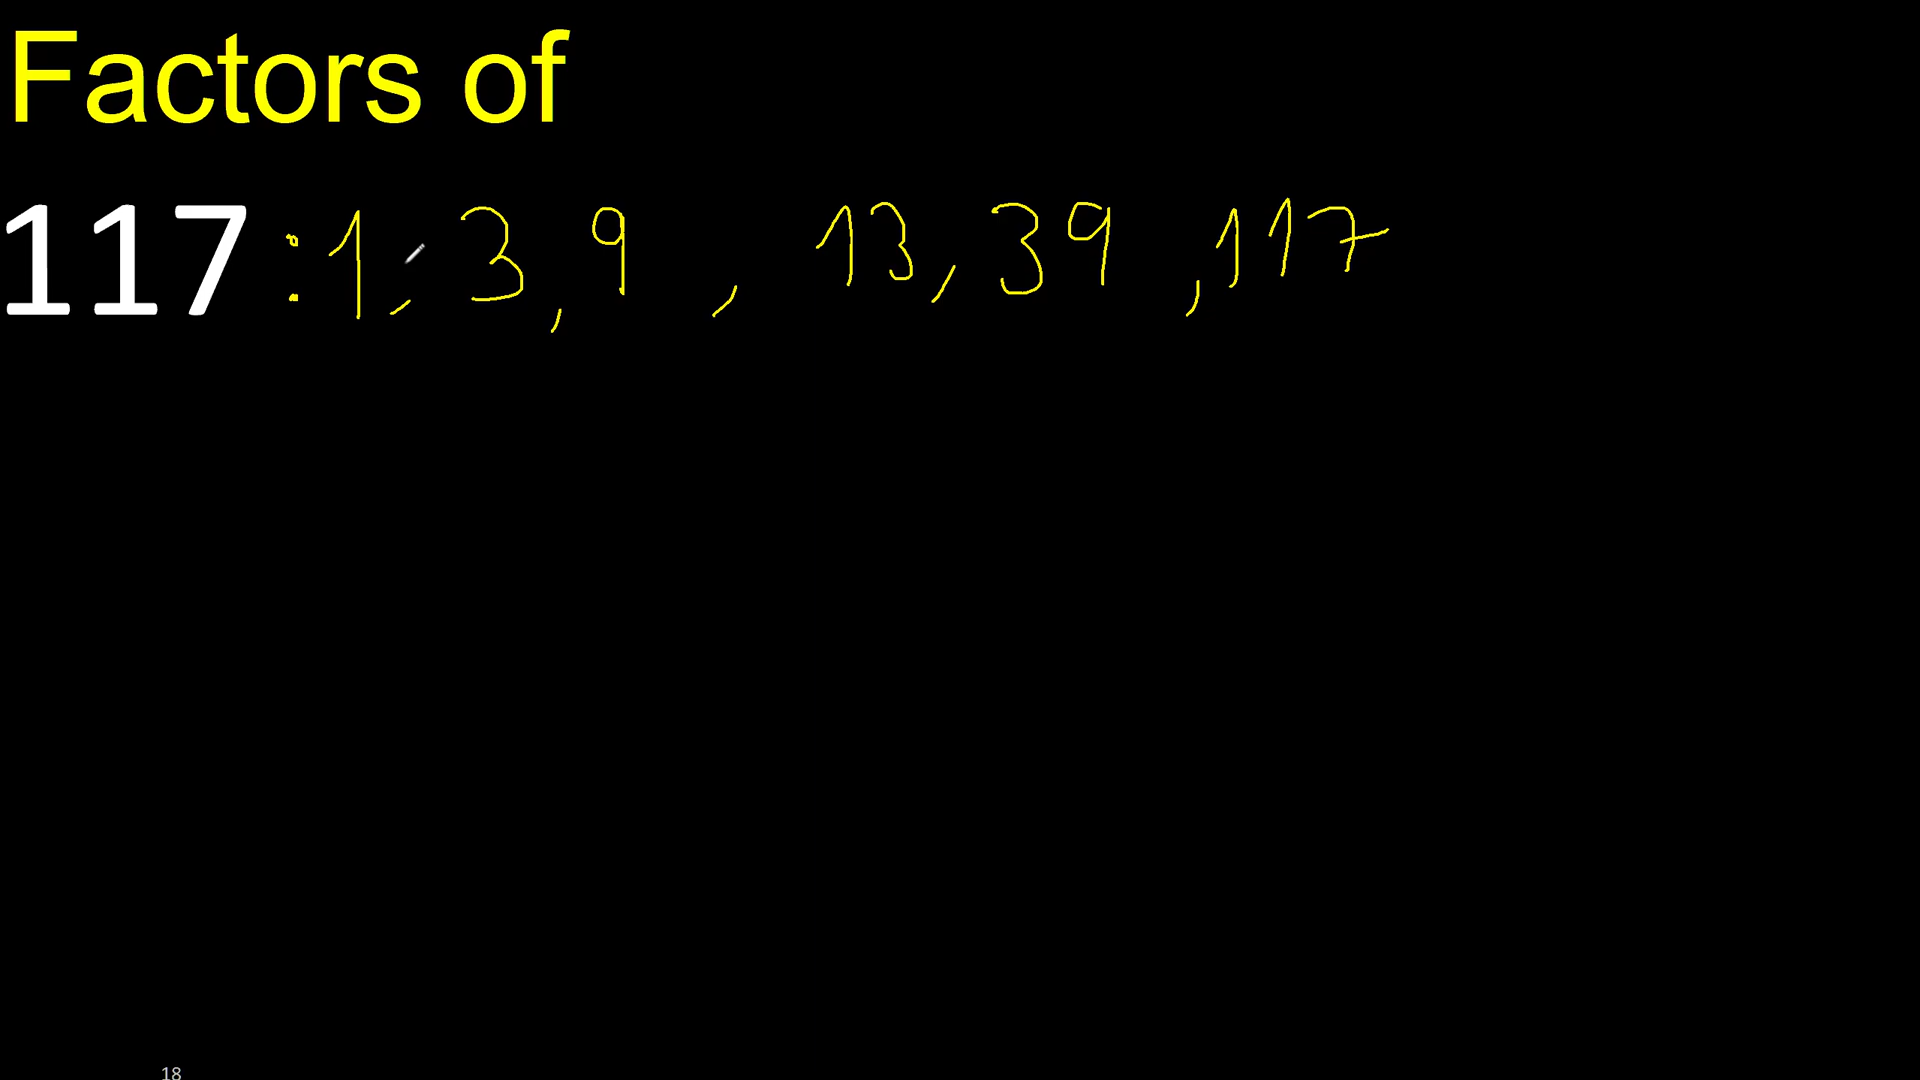 Factors of
117 : 1, 3, 9 , 13, 39 , 117
18